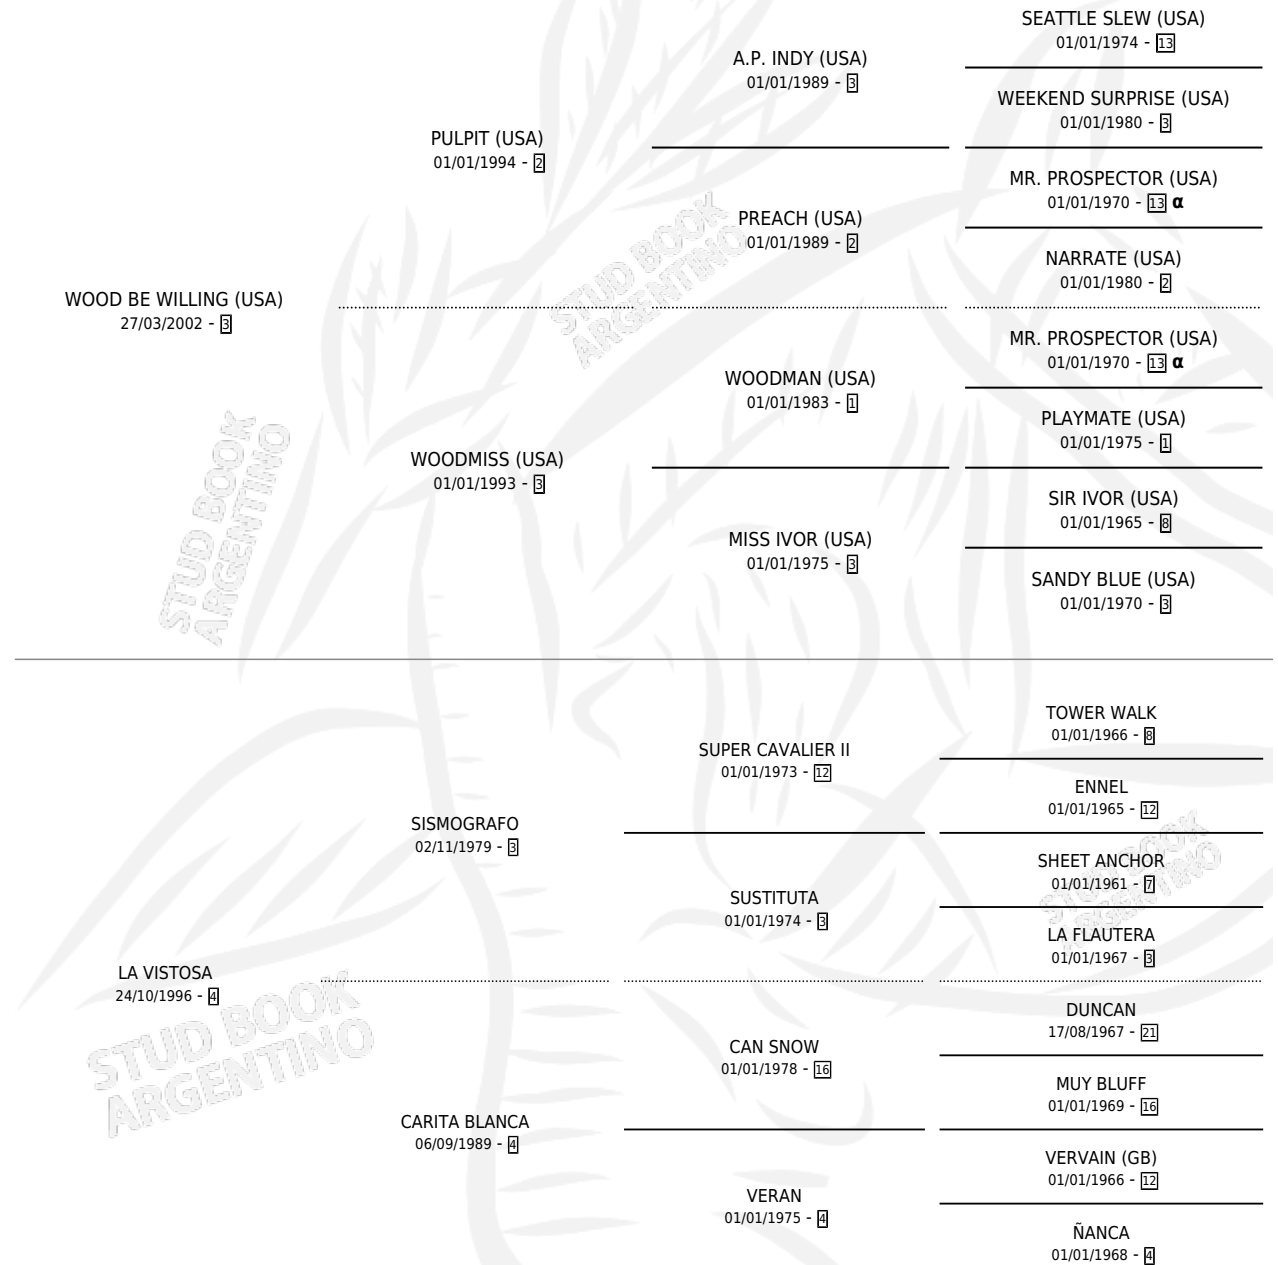 SEATTLE SLEW (USA)
01/01/1974 - 13
A.P. INDY (USA)
01/01/1989 - 3
WEEKEND SURPRISE (USA)
01/01/1980 - 3
PULPIT (USA)
01/01/1994 - 2
MR. PROSPECTOR (USA)
01/01/1970 - 13 α
PREACH (USA)
01/01/1989 - 2
NARRATE (USA)
01/01/1980 - 2
WOOD BE WILLING (USA)
27/03/2002 - 3
MR. PROSPECTOR (USA)
01/01/1970 - 13 α
WOODMAN (USA)
01/01/1983 - 1
PLAYMATE (USA)
01/01/1975 - 1
WOODMISS (USA)
01/01/1993 - 3
SIR IVOR (USA)
01/01/1965 - 8
MISS IVOR (USA)
01/01/1975 - 3
SANDY BLUE (USA)
01/01/1970 - 3
TOWER WALK
01/01/1966 - 8
SUPER CAVALIER II
01/01/1973 - 12
ENNEL
01/01/1965 - 12
SISMOGRAFO
02/11/1979 - 3
SHEET ANCHOR
01/01/1961 - 7
SUSTITUTA
01/01/1974 - 3
LA FLAUTERA
01/01/1967 - 3
LA VISTOSA
24/10/1996 - 4
DUNCAN
17/08/1967 - 21
CAN SNOW
01/01/1978 - 16
MUY BLUFF
01/01/1969 - 16
CARITA BLANCA
06/09/1989 - 4
VERVAIN (GB)
01/01/1966 - 12
VERAN
01/01/1975 - 4
ÑANCA
01/01/1968 - 4
STUD BOOK
ARGENTINO
STUD BOOK
ARGENTINO
STUD BOOK
ARGENTINO
STUD BOOK
ARGENTINO